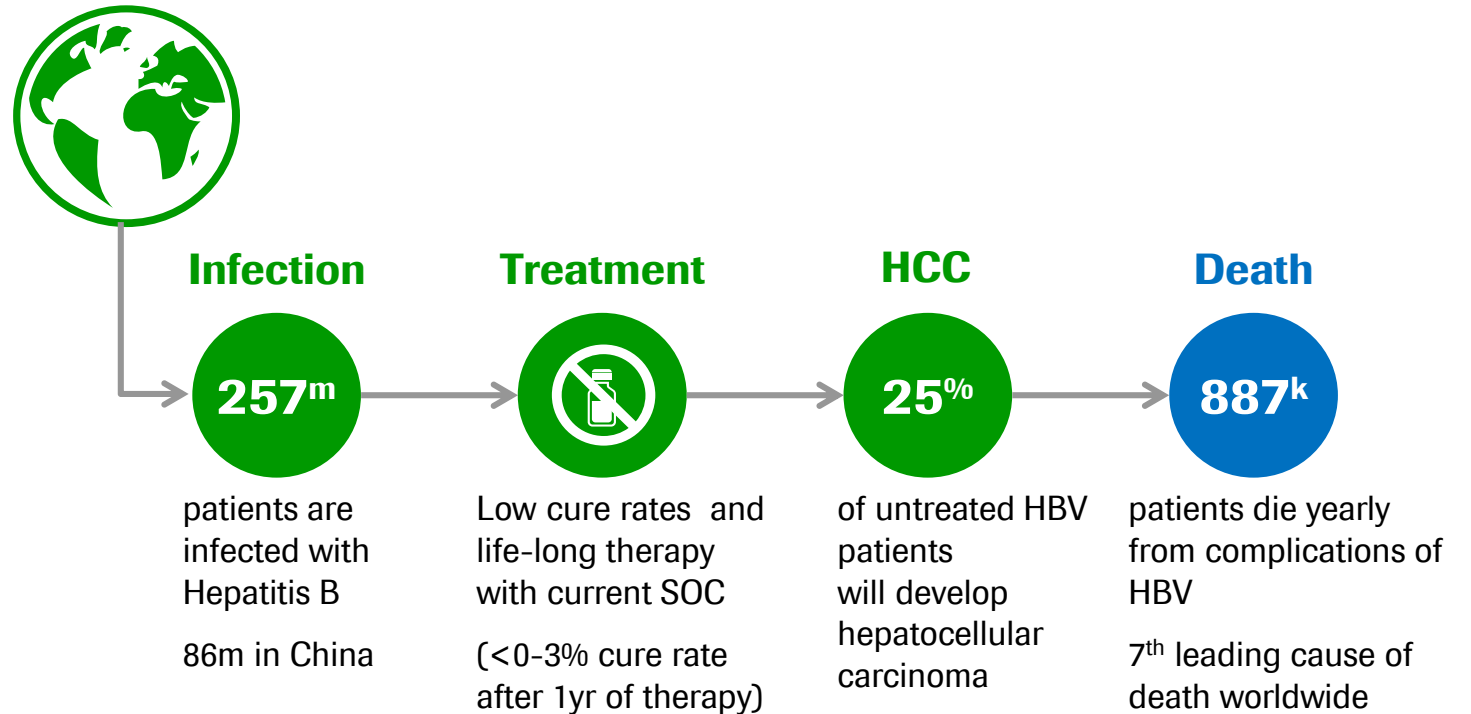 Infection
257m
patients are
infected with
Hepatitis B
86m in China
Treatment
Low cure rates and
life-long therapy
with current SOC
(<0-3% cure rate
after 1yr of therapy)
HCC
25%
of untreated HBV
patients
will develop
hepatocellular
carcinoma
Death
887k
patients die yearly
from complications of
HBV
7th leading cause of
death worldwide